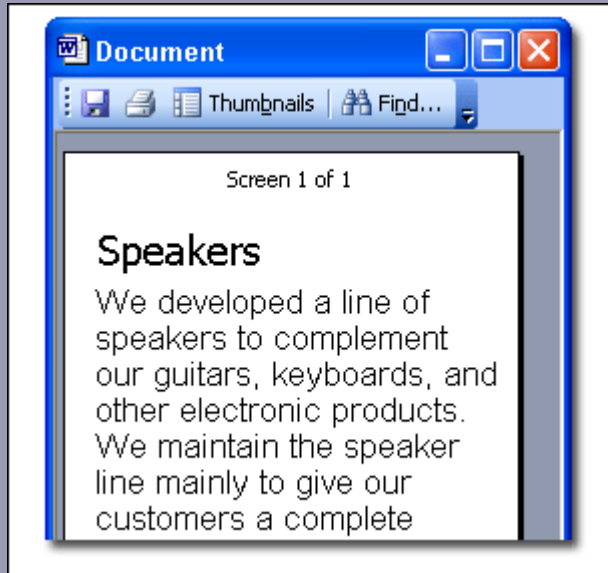 Document
Thumbnails Find...
Screen 1 of 1
Speakers
We developed a line of
speakers to complement
our guitars, keyboards, and
other electronic products.
We maintain the speaker
line mainly to give our
customers a complete